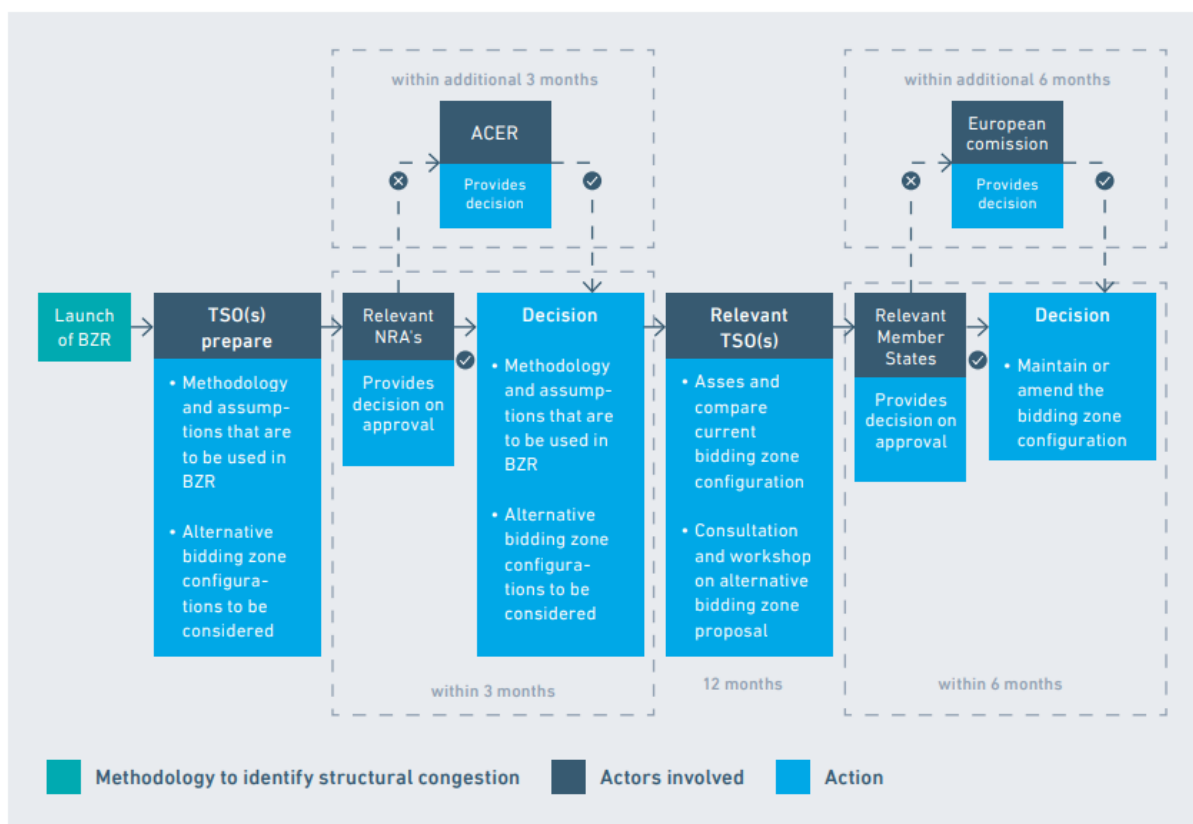 within additional 3 months
ACER
Provides
decision
within additional 6 months
European
comission
Provides
decision
Launch
of BZR
TSO(s)
prepare
• Methodology
and assump-
tions that are
to be used in
BZR
• Alternative
bidding zone
configura-
tions to be
considered
Relevant
NRA's
Provides
decision on
approval
Decision
• Methodology
and assump-
tions that are
to be used in
BZR
• Alternative
bidding zone
configura-
tions to be
considered
within 3 months
Relevant
TSO(s)
• Asses and
compare
current
bidding zone
configuration
• Consultation
and workshop
on alternative
bidding zone
proposal
12 months
Relevant
Member
States
Provides
decision on
approval
Decision
• Maintain or
amend the
bidding zone
configuration
within 6 months
Methodology to identify structural congestion
Actors involved
Action